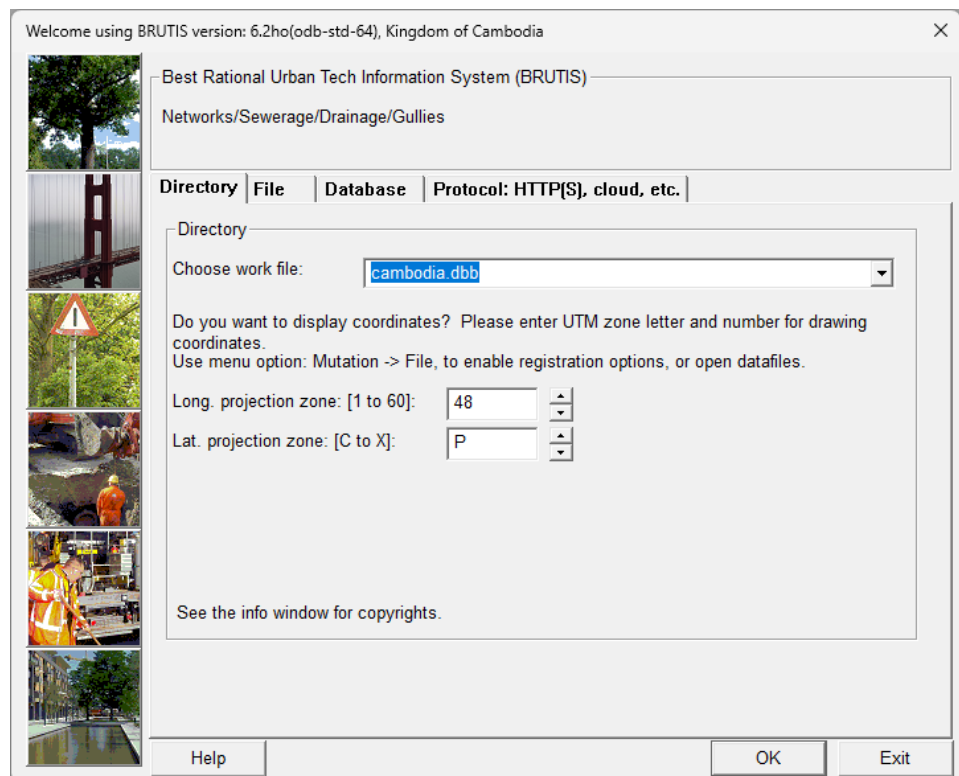 Welcome using BRUTIS version: 6.2ho(odb-std-64), Kingdom of Cambodia
Best Rational Urban Tech Information System (BRUTIS)
Networks/Sewerage/Drainage/Gullies
Directory File Database Protocol: HTTP(S), cloud, etc.
Directory
Choose work file: cambodia.dbb
Do you want to display coordinates? Please enter UTM zone letter and number for drawing
coordinates.
Use menu option: Mutation -> File, to enable registration options, or open datafiles.
Long. projection zone: [1 to 60]: 48
Lat. projection zone: [C to X]: P
See the info window for copyrights.
Help OK Exit